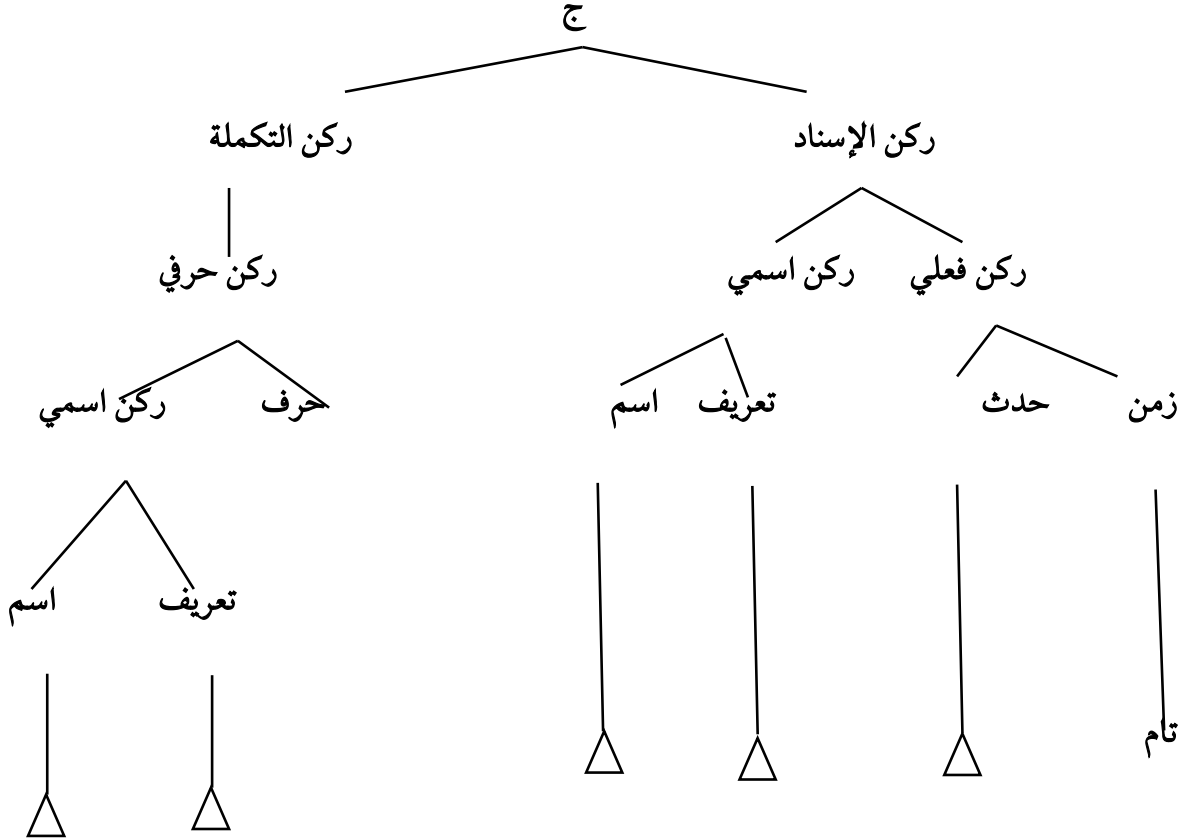 ج
ركن الإسناد ركن التكملة
ركن فعلي ركن اسمي ركن حرفي
زمن حدث تعريف اسم حرف ركن اسمي
تعريف اسم
تام